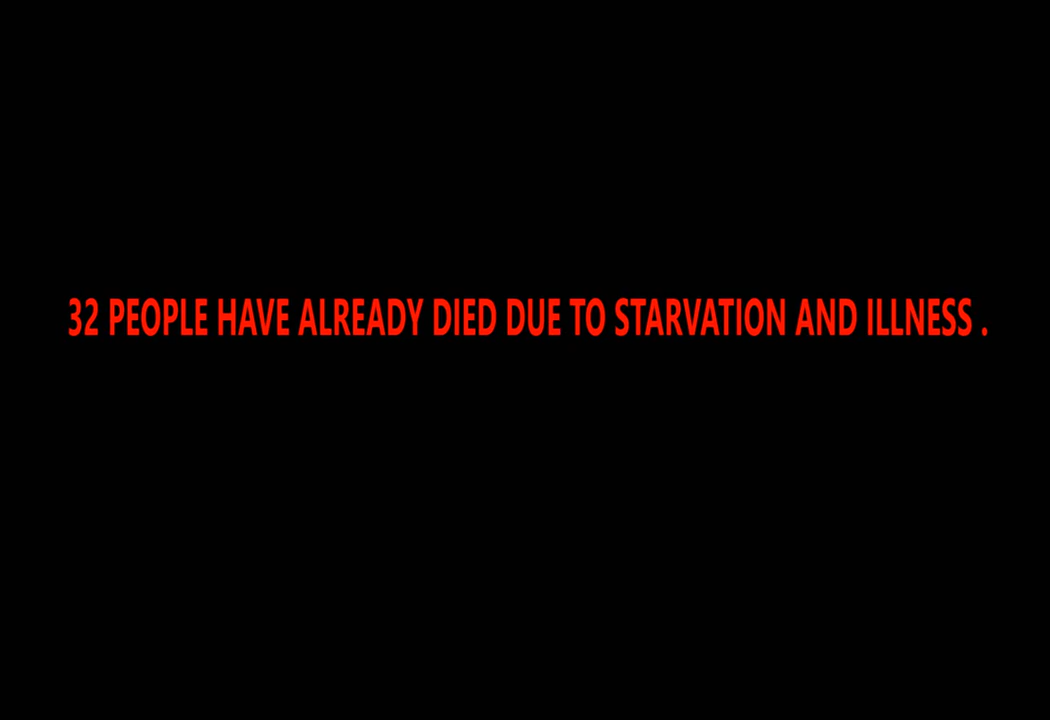 32 PEOPLE HAVE ALREADY DIED DUE TO STARVATION AND ILLNESS .